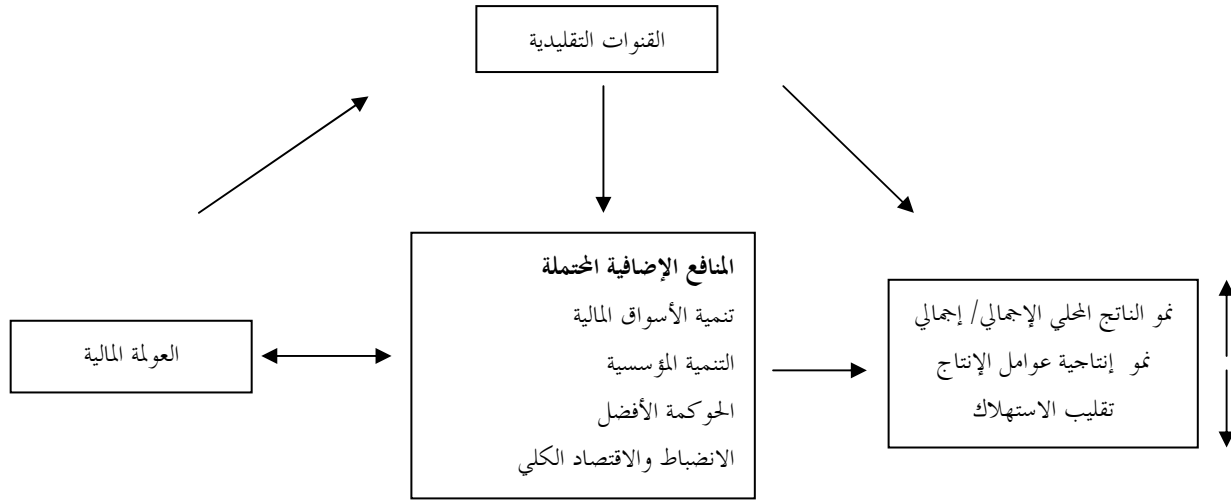 القنوات التقليدية
المنافع الإضافية المحتملة
تنمية الأسواق المالية
التنمية المؤسسية
الحوكمة الأفضل
الانضباط والاقتصاد الكلي
نمو الناتج المحلي الإجمالي/ إجمالي
نمو إنتاجية عوامل الإنتاج
تقليب الاستهلاك
العولمة المالية